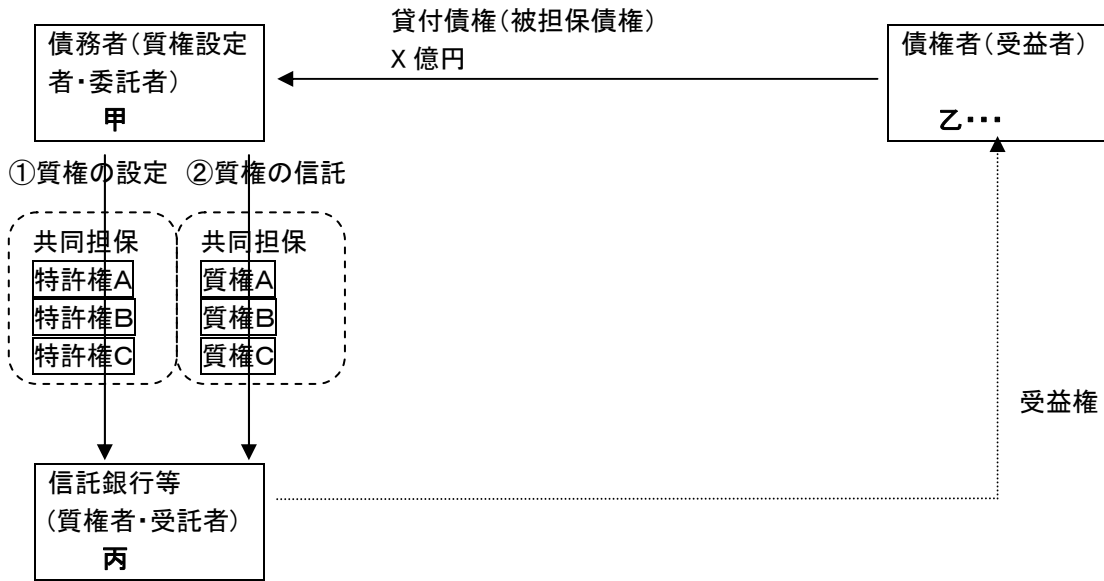 貸付債権(被担保債権)
X 億円
債務者(質権設定
者・委託者)
甲
債権者(受益者)
乙・・・
①質権の設定 ②質権の信託
共同担保
特許権A
特許権B
特許権C
共同担保
質権A
質権B
質権C
受益権
信託銀行等
(質権者・受託者)
丙